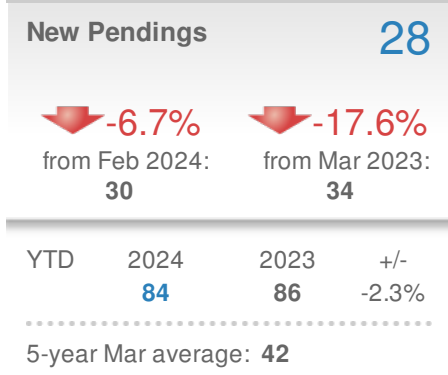 New Pendings 28
-6.7% -17.6%
from Feb 2024: from Mar 2023:
30 34
YTD 2024 2023 +/-
84 86 -2.3%
5-year Mar average: 42